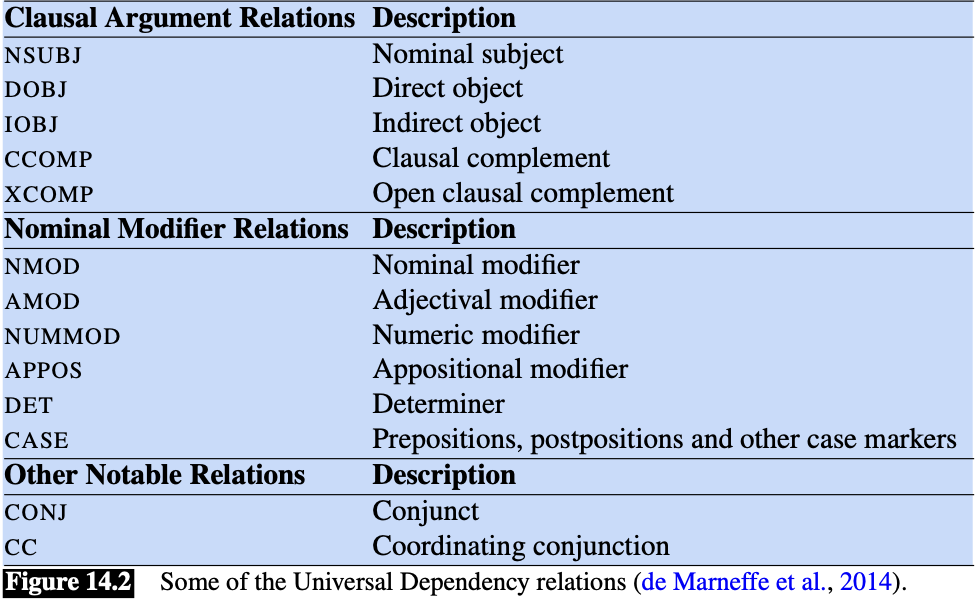 Clausal Argument Relations Description
NSUBJ Nominal subject
DOBJ Direct object
IOBJ Indirect object
CCOMP Clausal complement
XCOMP Open clausal complement
Nominal Modifier Relations Description
NMOD Nominal modifier
AMOD Adjectival modifier
NUMMOD Numeric modifier
APPOS Appositional modifier
DET Determiner
CASE Prepositions, postpositions and other case markers
Other Notable Relations Description
CONJ Conjunct
CC Coordinating conjunction
Figure 14.2 Some of the Universal Dependency relations (de Marneffe et al., 2014).